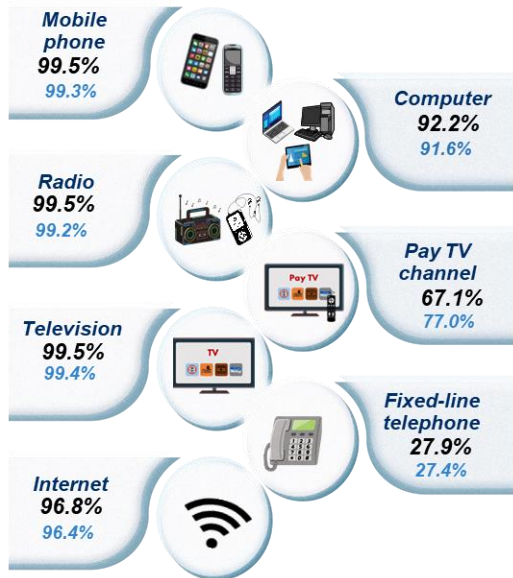 Mobile
phone
99.5%
99.3%
Computer
92.2%
91.6%
Radio
99.5%
99.2%
Pay TV
Pay TV
channel
67.1%
77.0%
Television
99.5%
99.4%
TV
Fixed-line
telephone
27.9%
27.4%
Internet
96.8%
96.4%